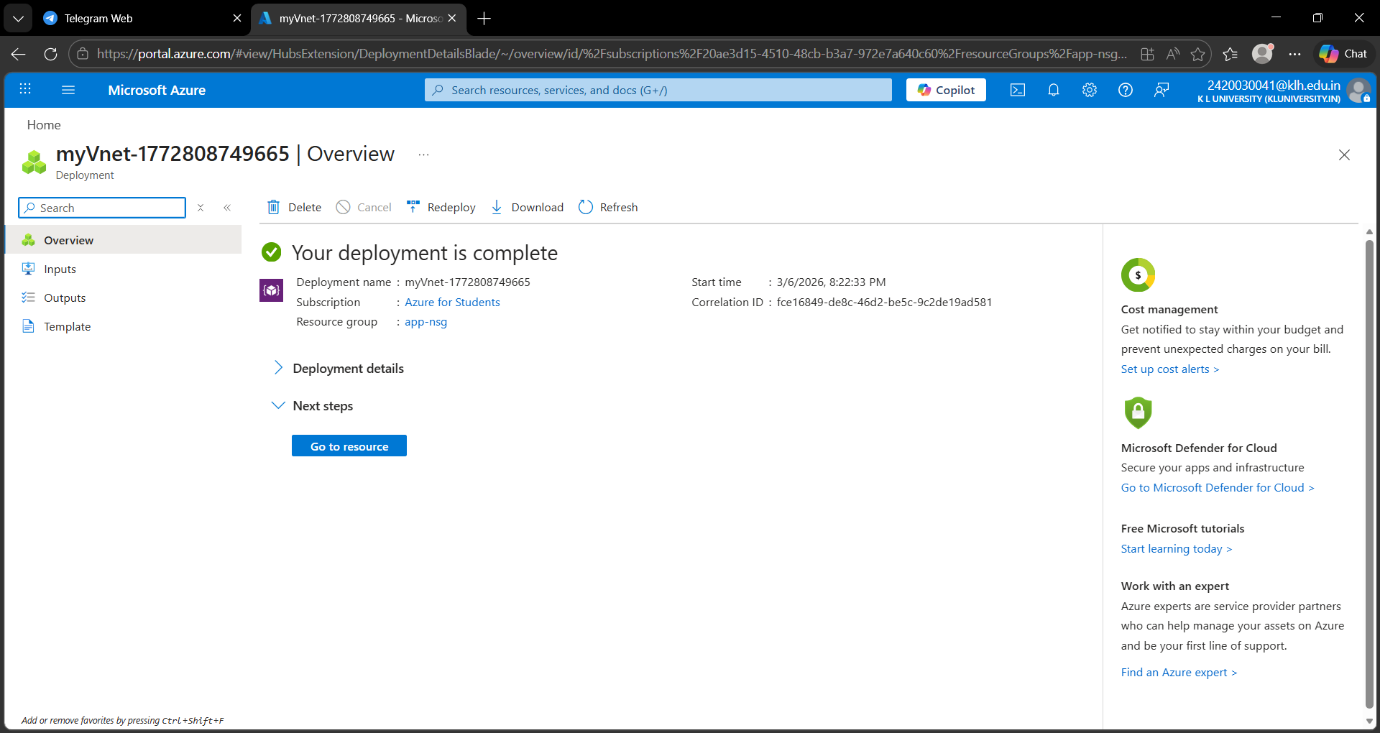 Telegram Web
myVnet-1772808749665 - Microso
https://portal.azure.com/#view/HubsExtension/DeploymentDetailsBlade/~/overview/id/%2Fsubscriptions%2F20ae3d15-4510-48cb-b3a7-972e7a640c60%2FresourceGroups%2Fapp-nsg...
Chat
Microsoft Azure
Search resources, services, and docs (G+/)
Copilot
2420030041@klh.edu.in
K L UNIVERSITY (KLUNIVERSITY.IN)
Home
myVnet-1772808749665 | Overview ...
Deployment
Search
Delete Cancel Redeploy Download Refresh
Overview
Inputs
Outputs
Template
Your deployment is complete
Deployment name : myVnet-1772808749665
Subscription : Azure for Students
Resource group : app-nsg
Start time : 3/6/2026, 8:22:33 PM
Correlation ID : fce16849-de8c-46d2-be5c-9c2de19ad581
Deployment details
Next steps
Go to resource
Cost management
Get notified to stay within your budget and
prevent unexpected charges on your bill.
Set up cost alerts >
Microsoft Defender for Cloud
Secure your apps and infrastructure
Go to Microsoft Defender for Cloud >
Free Microsoft tutorials
Start learning today >
Work with an expert
Azure experts are service provider partners
who can help manage your assets on Azure
and be your first line of support.
Find an Azure expert >
Add or remove favorites by pressing Ctrl+Shift+F